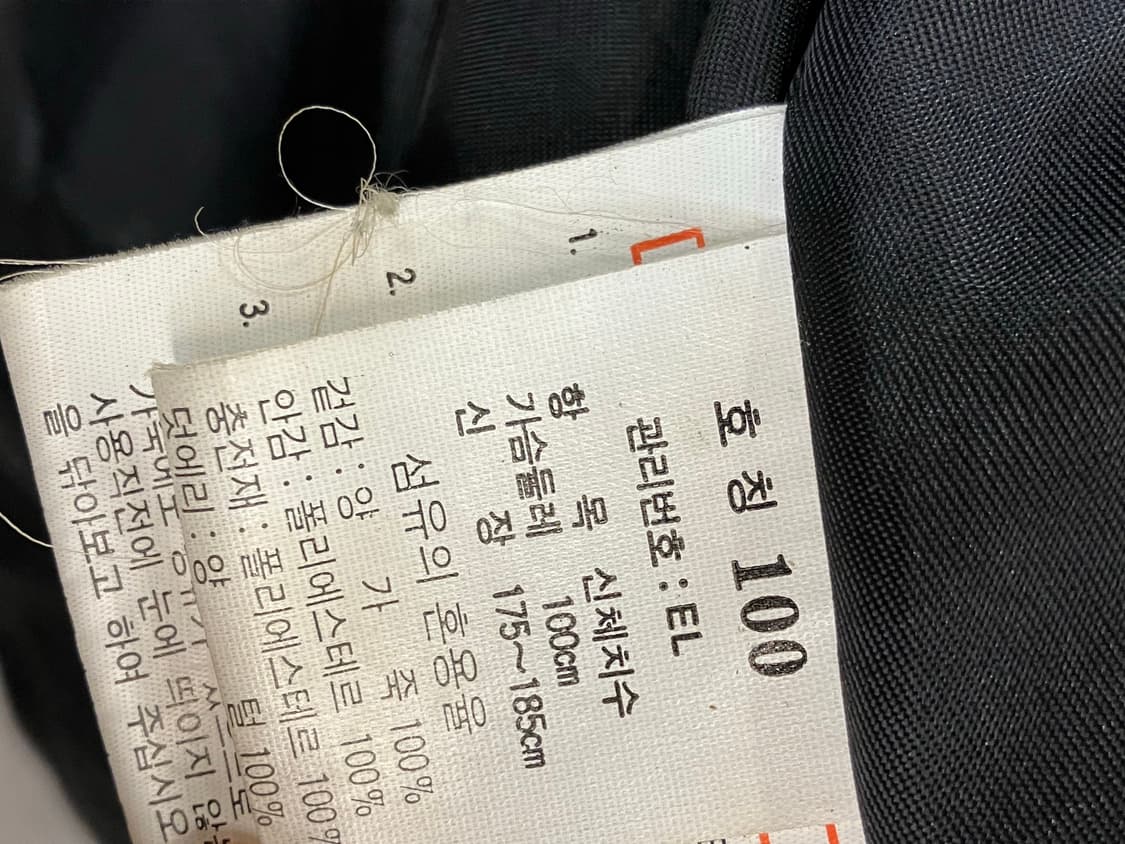 호 칭 100
관리번호 : EL
항 목 신체치수
가슴둘레 100cm
신 장 175~185cm
섬유의 혼용율
겉감 : 양 가 죽 100%
안감 : 폴리에스테르 100%
충전재 : 폴리에스테르 100%
덧에리 : 양 털 100%
1.
2.
3.
사용전전에 눈에 띄이지 않
을 닦아보고 하여 주십시오